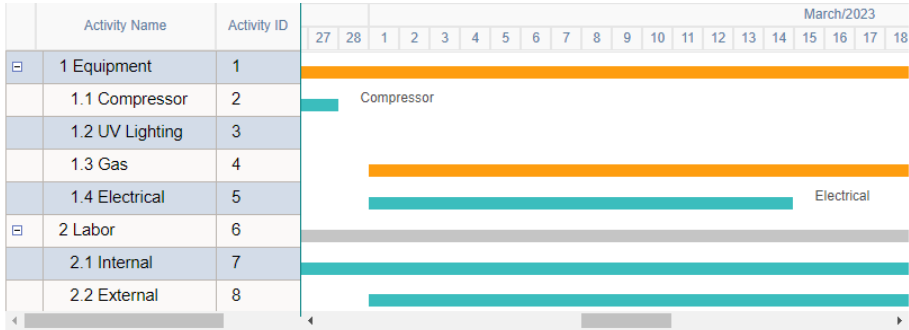 March/2023
Activity Name Activity ID
27 28 1 2 3 4 5 6 7 8 9 10 11 12 13 14 15 16 17 18
1 Equipment 1
1.1 Compressor 2 Compressor
1.2 UV Lighting 3
1.3 Gas 4
1.4 Electrical 5 Electrical
2 Labor 6
2.1 Internal 7
2.2 External 8